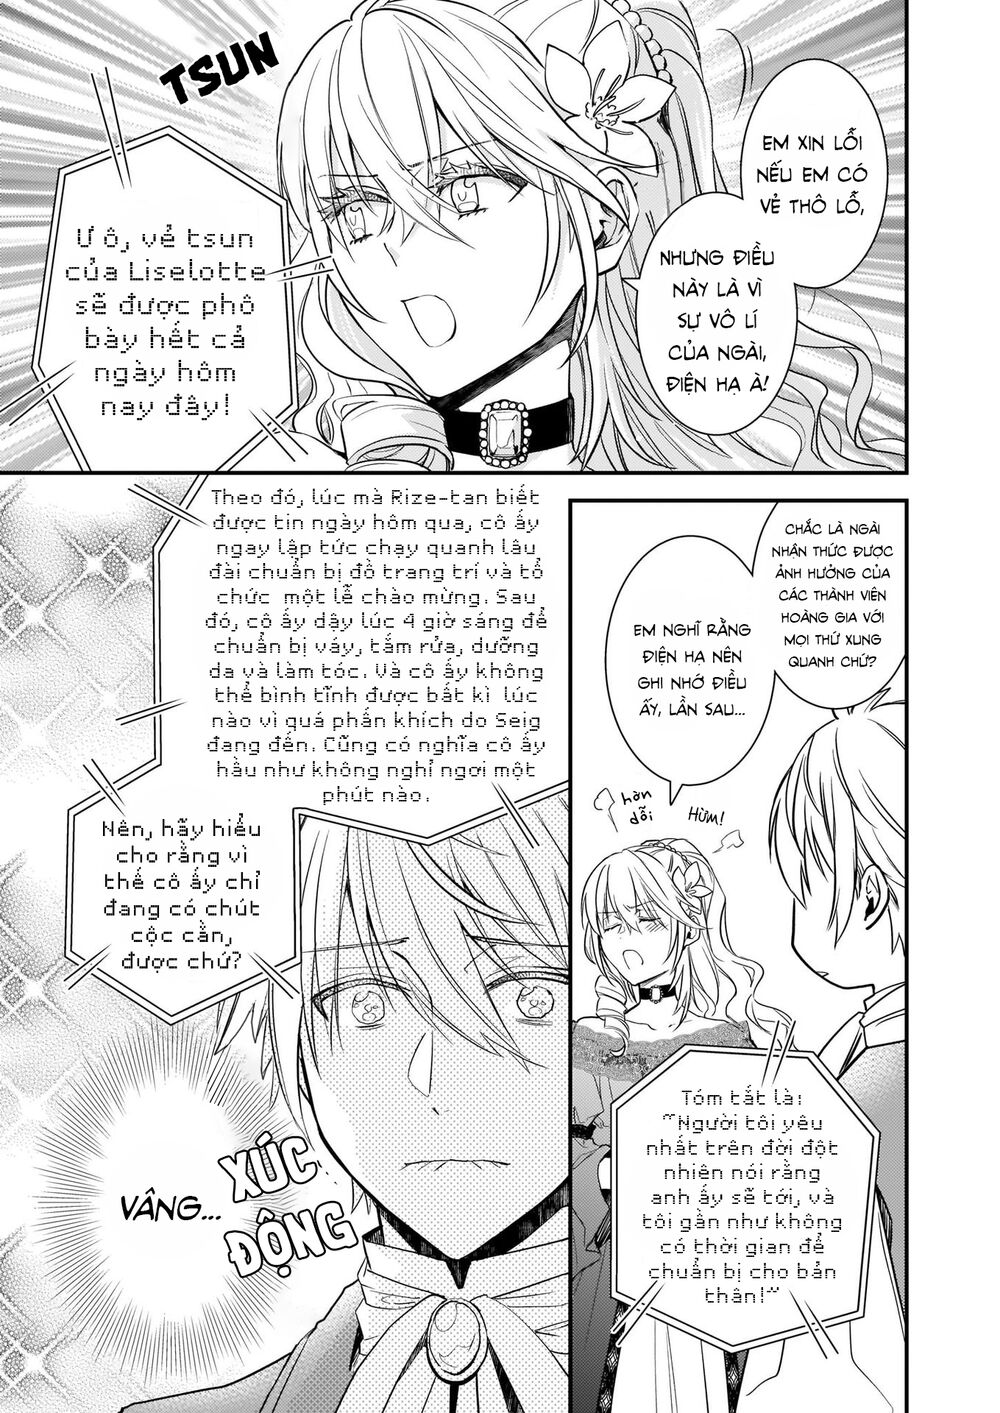 EM XIN LỖI
NẾU EM CÓ
VẺ THÔ LỖ,
NHƯNG ĐIỀU
NÀY LÀ VÌ
SỰ VÔ LÍ
CỦA NGÀI,
ĐIỆN HẠ À!
TSUN
Ư ô, vẻ tsun
của Liselotte
sẽ được phô
bày hết cả
ngày hôm
nay đây!
CHẮC LÀ NGÀI
NHẬN THỨC ĐƯỢC
ẢNH HƯỞNG CỦA
CÁC THÀNH VIÊN
HOÀNG GIA VỚI
MỌI THỨ XUNG
QUANH CHỨ?
EM NGHĨ RẰNG
ĐIỆN HẠ NÊN
GHI NHỚ ĐIỀU
ẤY, LẦN SAU...
hờn
dỗi
HỪM!
Tóm tắt là:
"Người tôi yêu
nhất trên đời đột
nhiên nói rằng
anh ấy sẽ tới, và
tôi gần như không
có thời gian để
chuẩn bị cho bản
thân!"
Theo đó, lúc mà Rize-tan biết
được tin ngày hôm qua, cô ấy
ngay lập tức chạy quanh lâu
đài chuẩn bị đồ trang trí và tổ
chức một lễ chào mừng. Sau
đó, cô ấy dậy lúc 4 giờ sáng để
chuẩn bị váy, tắm rửa, dưỡng
da và làm tóc. Và cô ấy không
thể bình tĩnh được bất kì lúc
nào vì quá phấn khích do Seig
đang đến. Cũng có nghĩa cô ấy
hầu như không nghỉ ngơi một
phút nào.
Nên, hãy hiểu
cho rằng vì
thế cô ấy chỉ
đang có chút
cộc cằn,
được chứ?
VÂNG...
XÚC
ĐỘNG